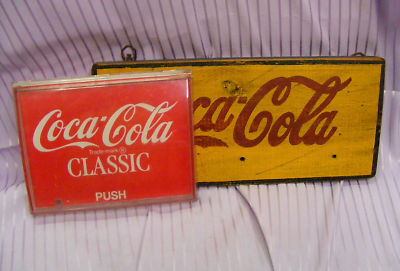 Coca-Cola
Trade-mark ®
CLASSIC
PUSH
ca-Cola